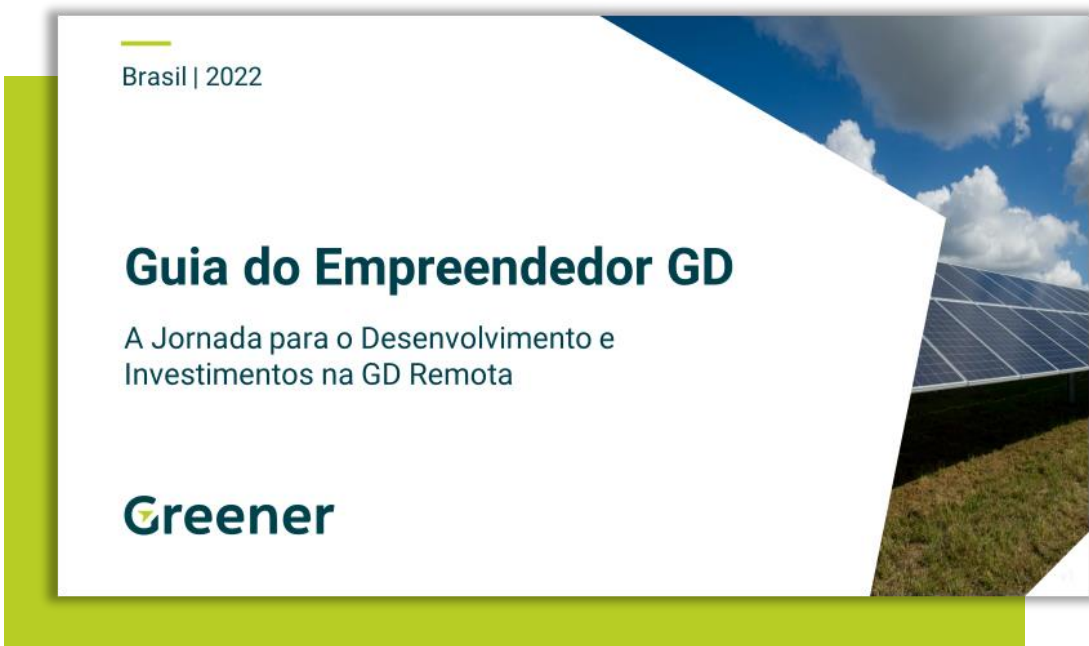 Brasil | 2022
Guia do Empreendedor GD
A Jornada para o Desenvolvimento e
Investimentos na GD Remota
Greener